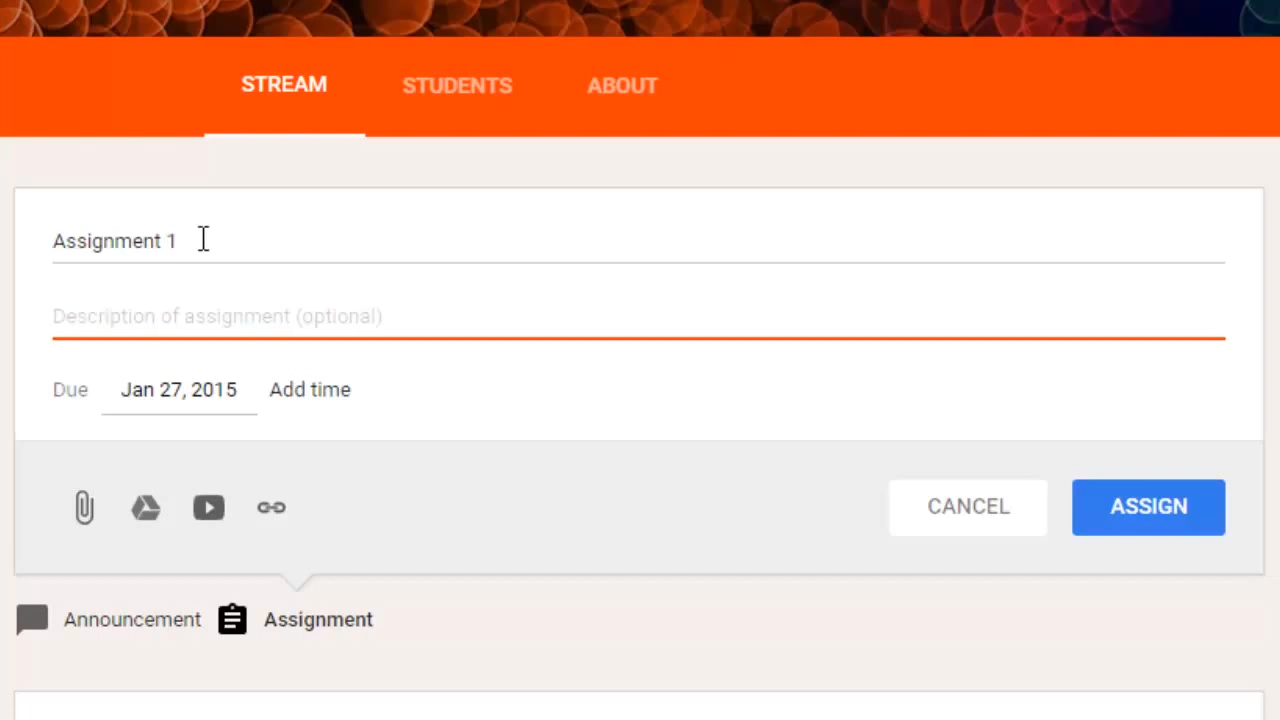 STREAM STUDENTS ABOUT
Assignment 1
Description of assignment (optional)
Due Jan 27, 2015 Add time
CANCEL ASSIGN
Announcement Assignment